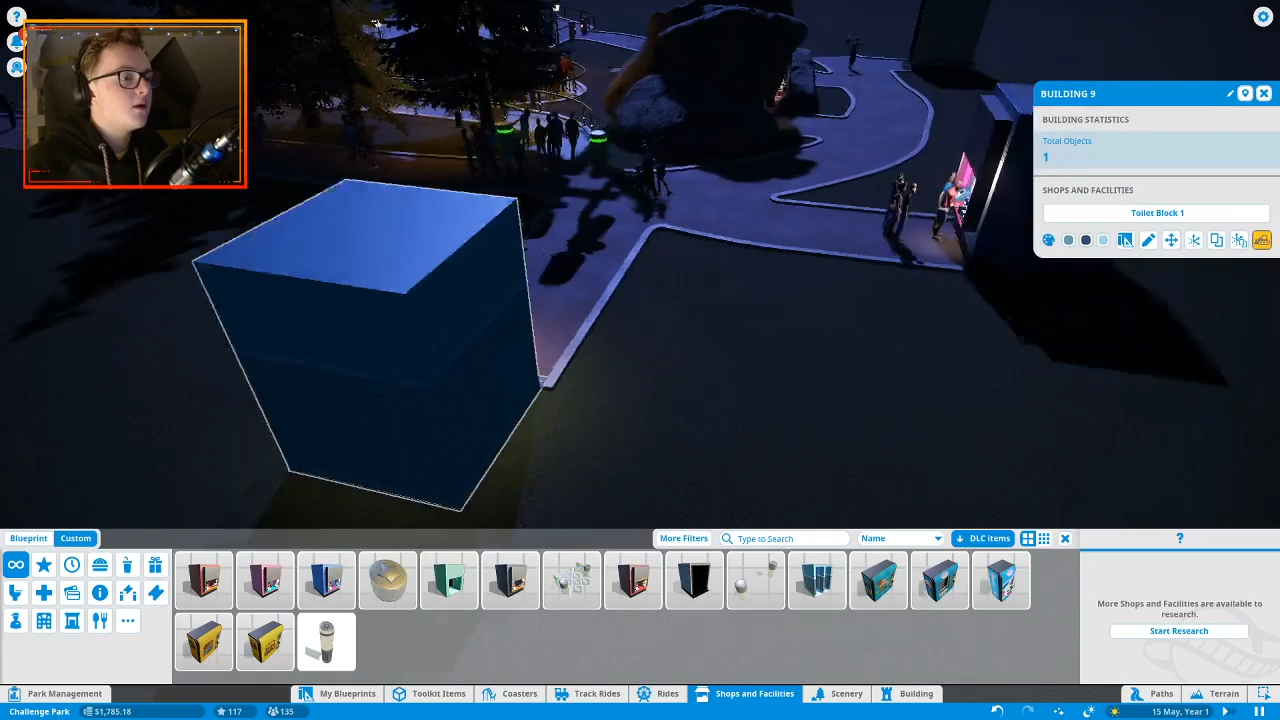 BUILDING 9
BUILDING STATISTICS
Total Objects
1
SHOPS AND FACILITIES
Toilet Block 1
Blueprint Custom
More Filters Type to Search Name DLC items
?
More Shops and Facilities are available to
research.
Start Research
Park Management My Blueprints Toolkit Items Coasters Track Rides Rides Shops and Facilities Scenery Building Paths Terrain
Challenge Park $1,785.18 117 135 15 May, Year 1